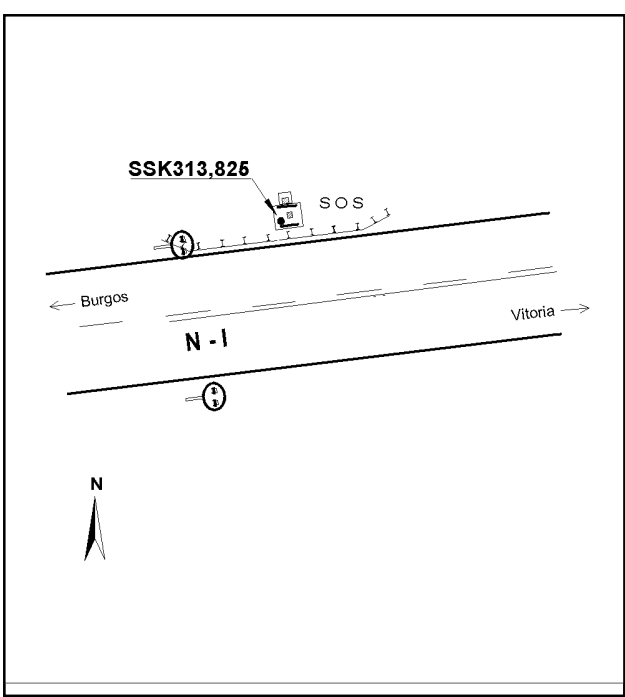 SSK313,825
SOS
Burgos
Vitoria
N - I
N